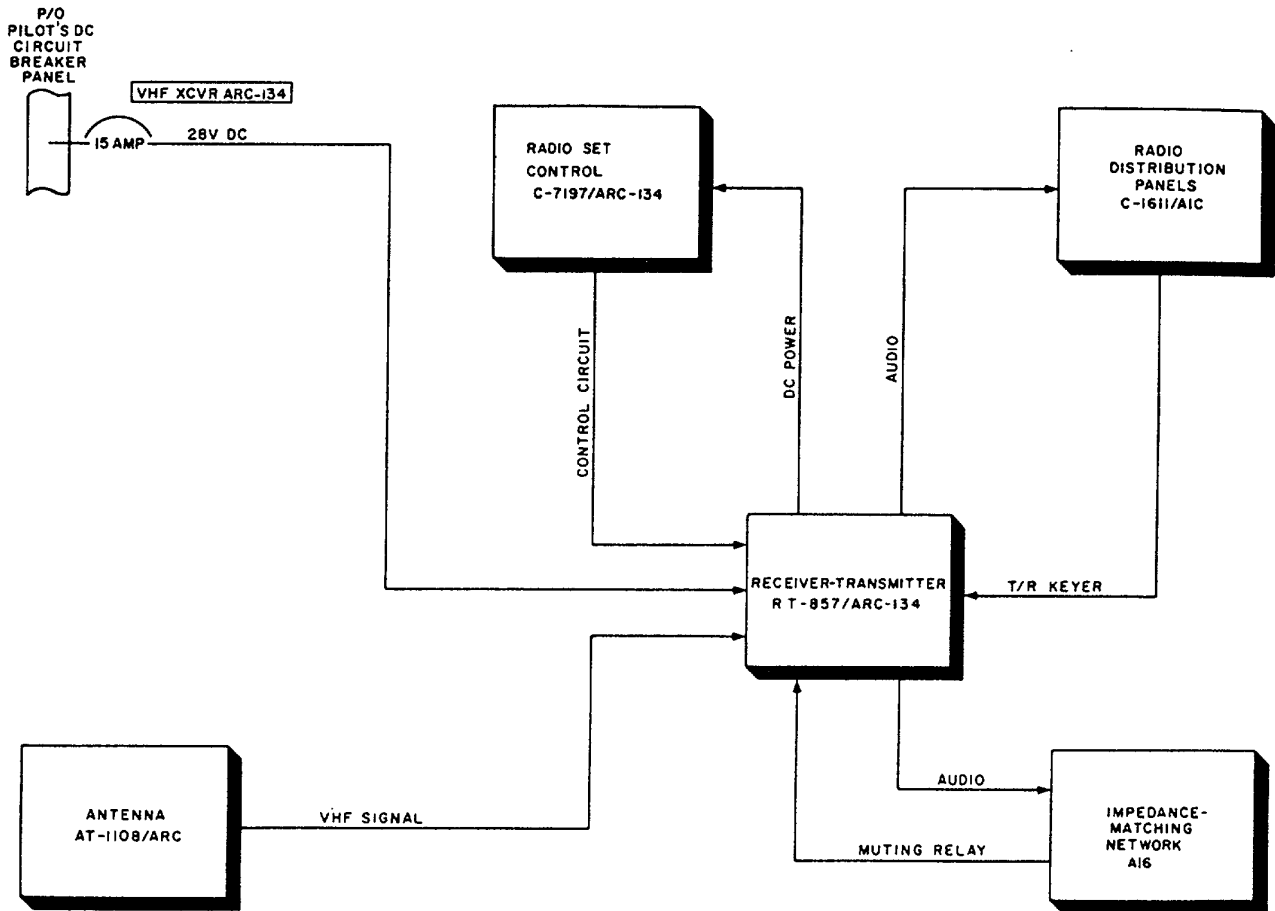 P/O
PILOT'S DC
CIRCUIT
BREAKER
PANEL
VHF XCVR ARC-134
15 AMP
28V DC
RADIO SET
CONTROL
C-7197/ARC-134
RADIO
DISTRIBUTION
PANELS
C-1611/AIC
CONTROL CIRCUIT
DC POWER
AUDIO
RECEIVER-TRANSMITTER
RT-857/ARC-134
T/R KEYER
ANTENNA
AT-1108/ARC
VHF SIGNAL
AUDIO
MUTING RELAY
IMPEDANCE-
MATCHING
NETWORK
A16